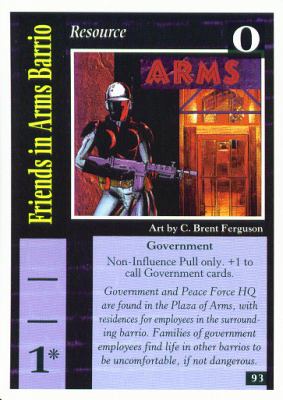 Friends in Arms Barrio
Resource
O
ARMS
Art by C. Brent Ferguson
Government
Non-Influence Pull only. +1 to
call Government cards.
Government and Peace Force HQ
are found in the Plaza of Arms, with
residences for employees in the surround-
ing barrio. Families of government
employees find life in other barrios to
be uncomfortable, if not dangerous.
—
—
1*
93